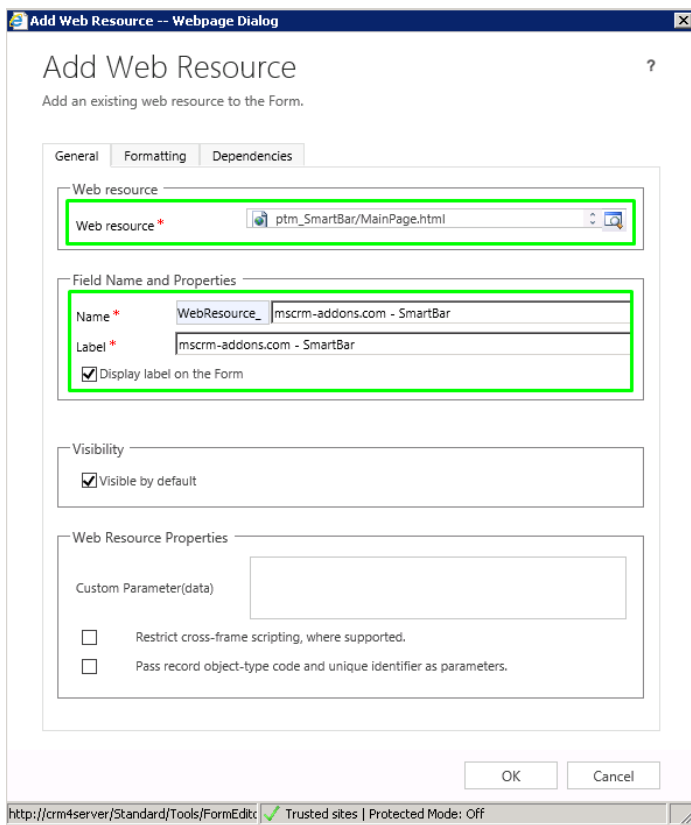 Add Web Resource -- Webpage Dialog
Add Web Resource
?
Add an existing web resource to the Form.
General Formatting Dependencies
Web resource
Web resource * ptm_SmartBar/MainPage.html
Field Name and Properties
Name * WebResource_ mscrm-addons.com - SmartBar
Label * mscrm-addons.com - SmartBar
Display label on the Form
Visibility
Visible by default
Web Resource Properties
Custom Parameter(data)
Restrict cross-frame scripting, where supported.
Pass record object-type code and unique identifier as parameters.
OK Cancel
http://crm4server/Standard/Tools/FormEditc Trusted sites | Protected Mode: Off